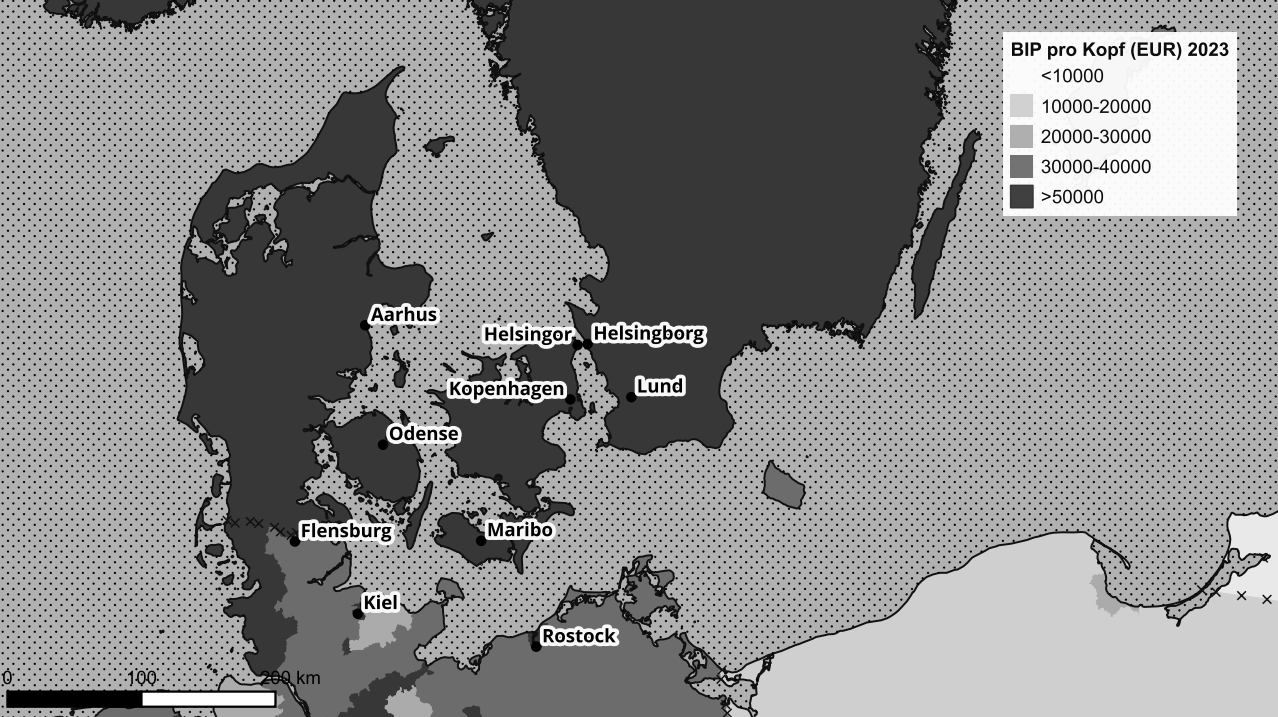 BIP pro Kopf (EUR) 2023
<10000
10000-20000
20000-30000
30000-40000
>50000
Aarhus
Helsingor
Helsingborg
Kopenhagen
Lund
Odense
Flensburg
Maribo
Kiel
Rostock
0 100 200 km